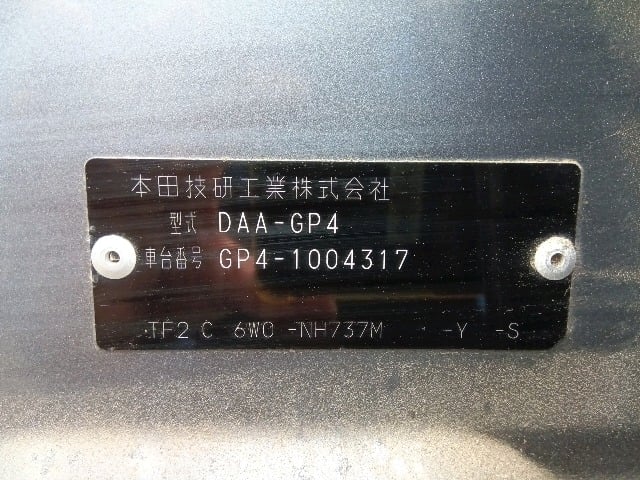 本田技研工業株式会社
型式 DAA-GP4
車台番号 GP4-1004317
TF2 C 6W0 -NH737M -Y -S